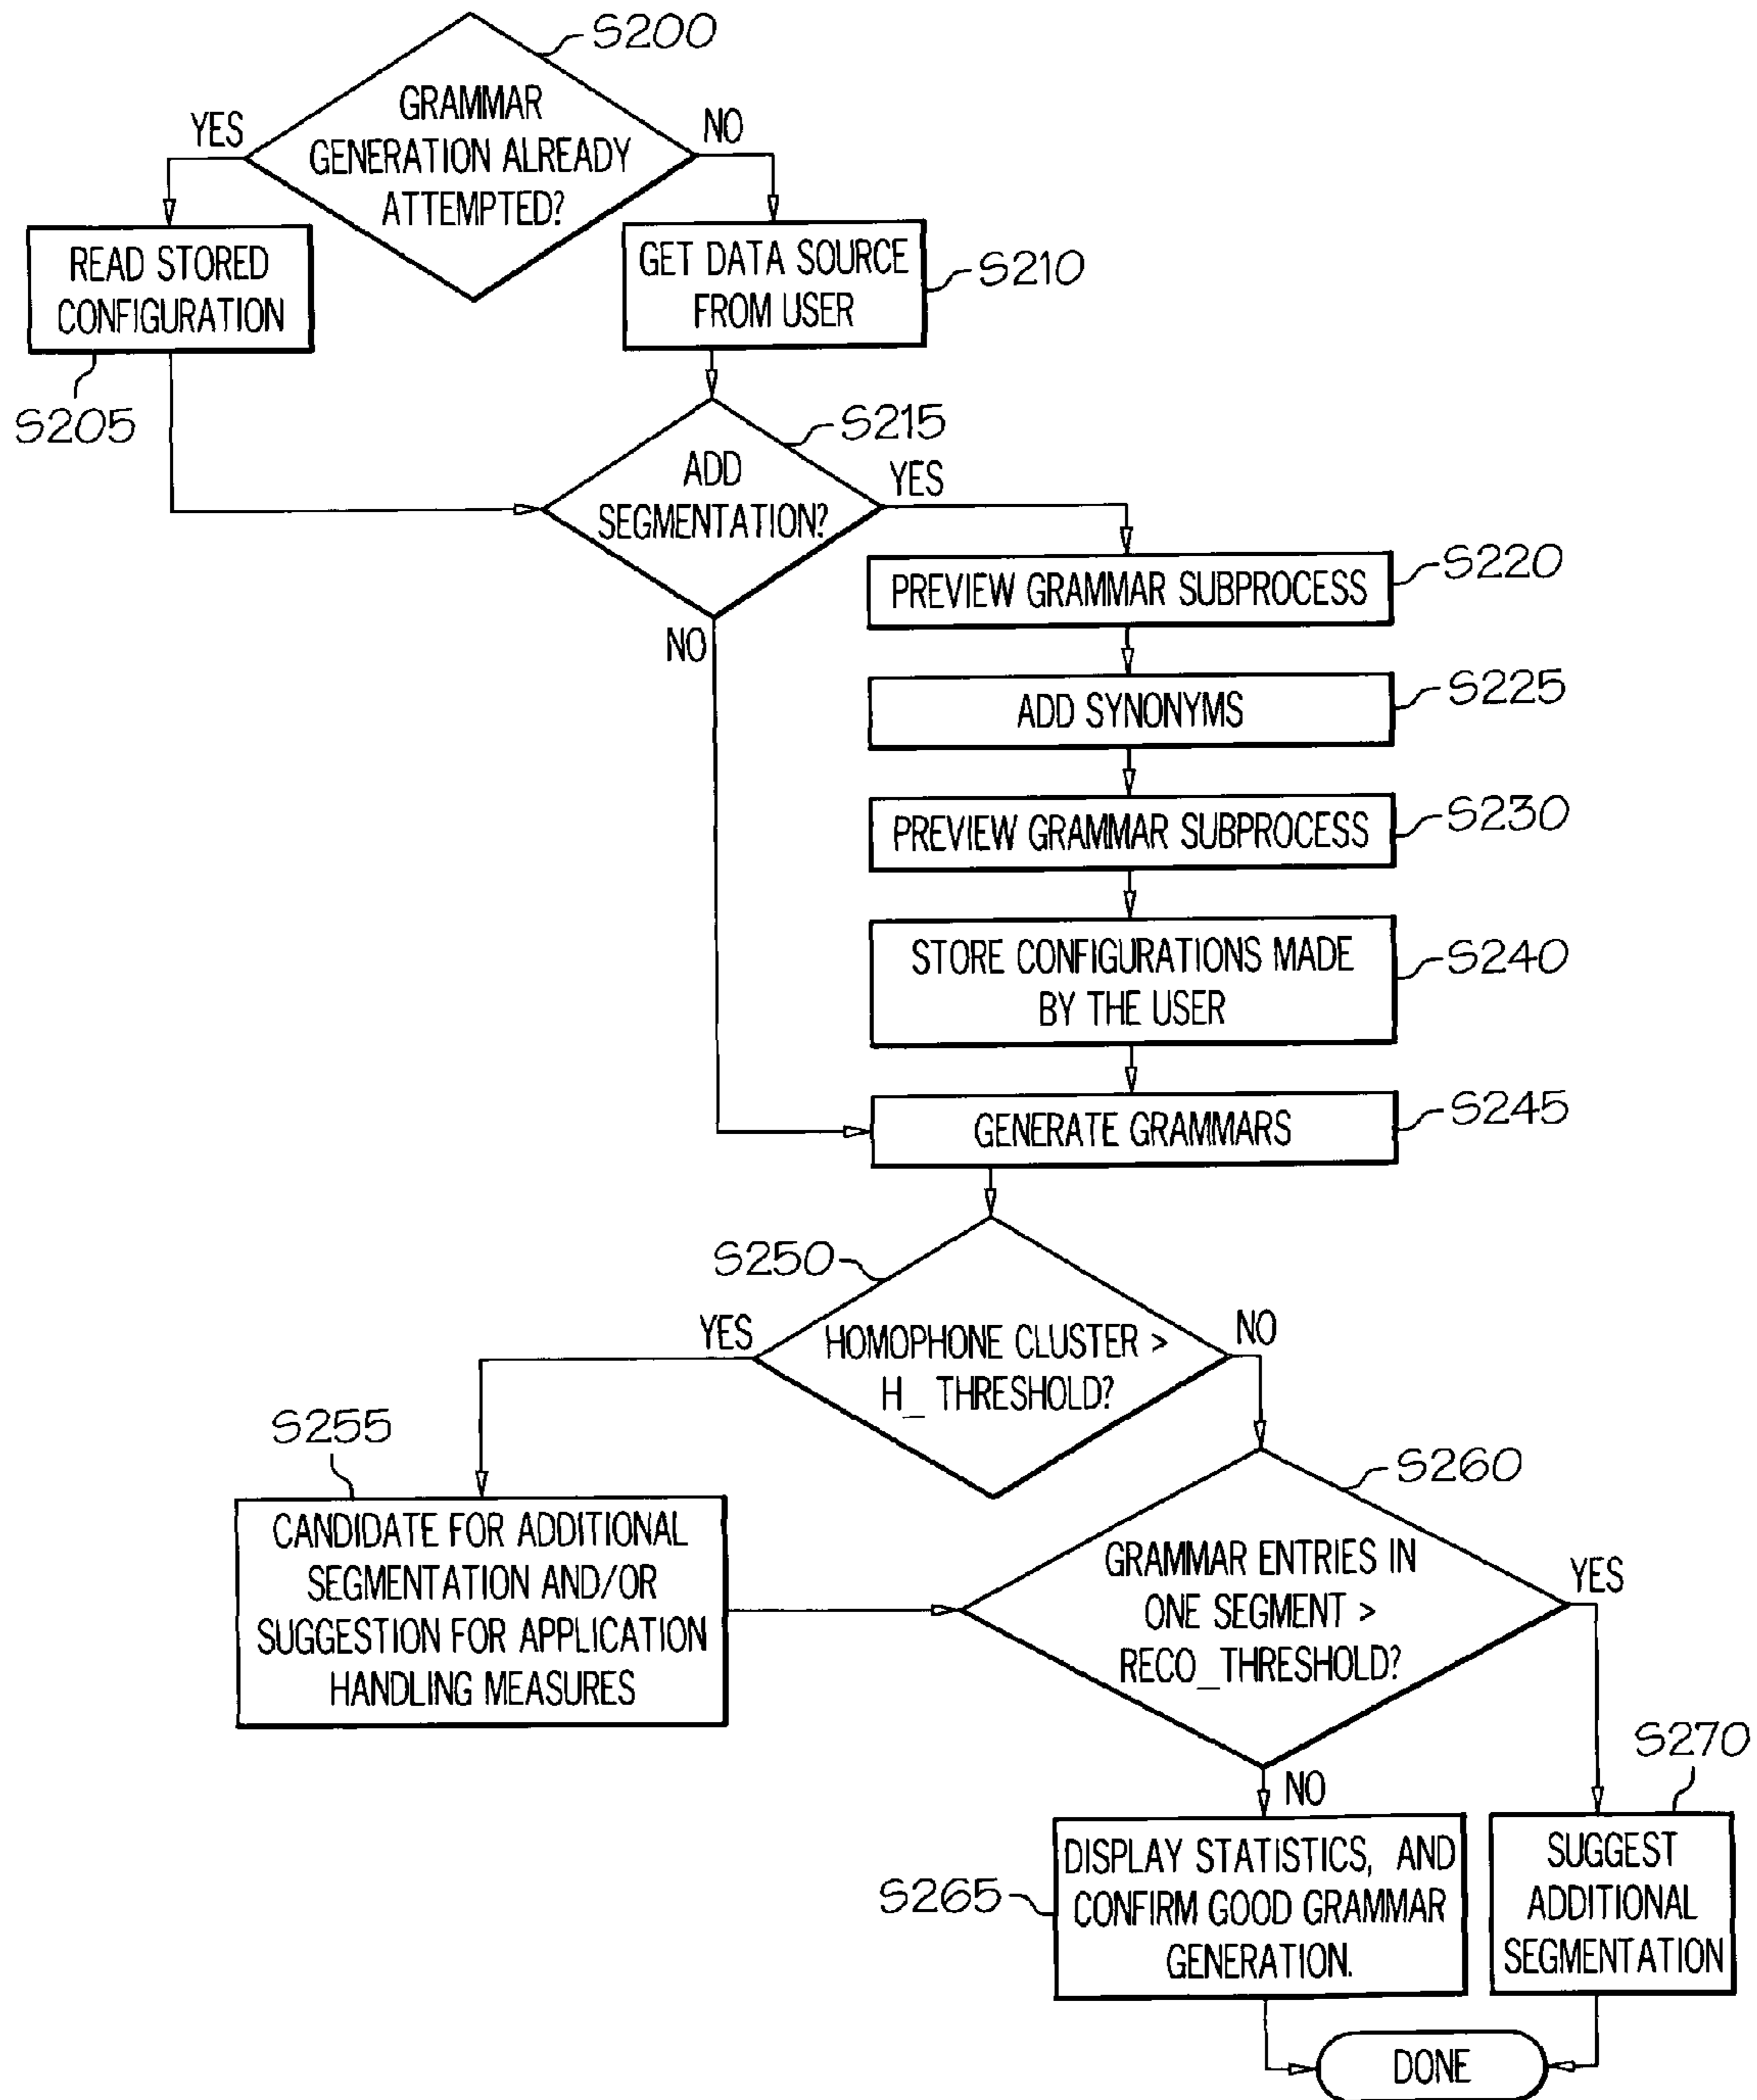 S200
GRAMMAR
GENERATION ALREADY
ATTEMPTED?
YES
NO
READ STORED
CONFIGURATION
S205
GET DATA SOURCE
FROM USER
S210
S215
ADD
SEGMENTATION?
YES
NO
PREVIEW GRAMMAR SUBPROCESS
S220
ADD SYNONYMS
S225
PREVIEW GRAMMAR SUBPROCESS
S230
STORE CONFIGURATIONS MADE
BY THE USER
S240
GENERATE GRAMMARS
S245
S250
HOMOPHONE CLUSTER >
H_ THRESHOLD?
YES
NO
S255
CANDIDATE FOR ADDITIONAL
SEGMENTATION AND/OR
SUGGESTION FOR APPLICATION
HANDLING MEASURES
S260
GRAMMAR ENTRIES IN
ONE SEGMENT >
RECO_THRESHOLD?
YES
NO
S265
DISPLAY STATISTICS, AND
CONFIRM GOOD GRAMMAR
GENERATION.
S270
SUGGEST
ADDITIONAL
SEGMENTATION
DONE